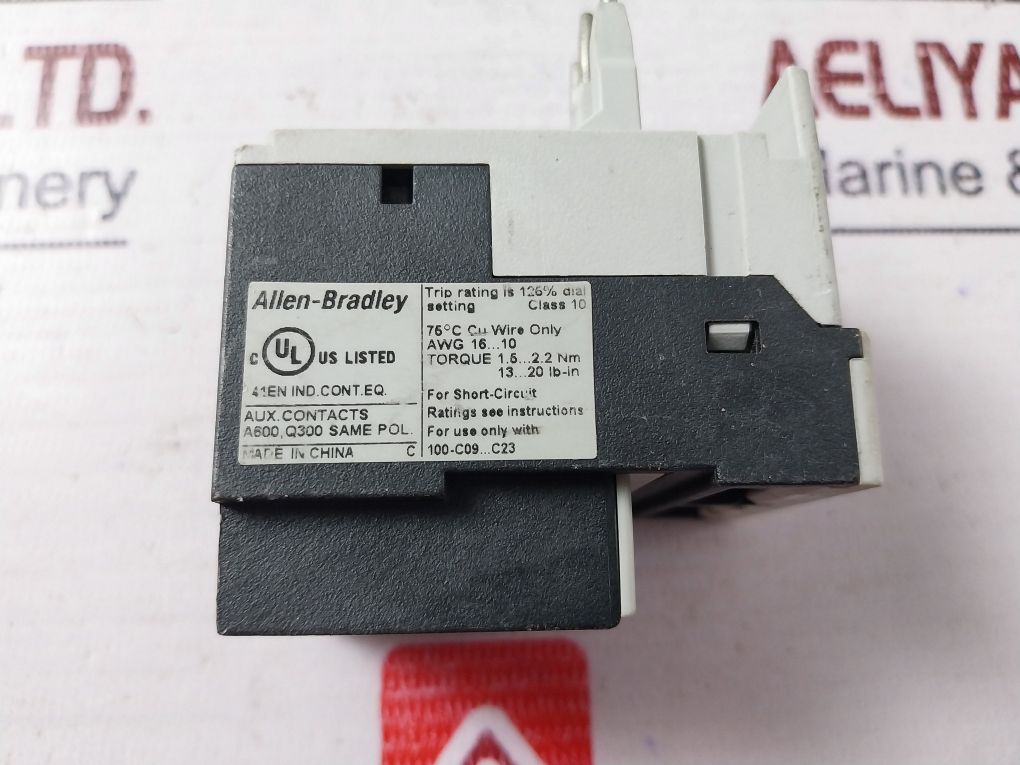 LTD.
AELIYA
nery
Marine &
Allen-Bradley
C UL US LISTED
41EN IND.CONT.EQ.
AUX.CONTACTS
A600,Q300 SAME POL.
MADE IN CHINA C
Trip rating is 125% dial
setting Class 10
75°C Cu Wire Only
AWG 16...10
TORQUE 1.5...2.2 Nm
13...20 lb-in
For Short-Circuit
Ratings see instructions
For use only with
100-C09...C23